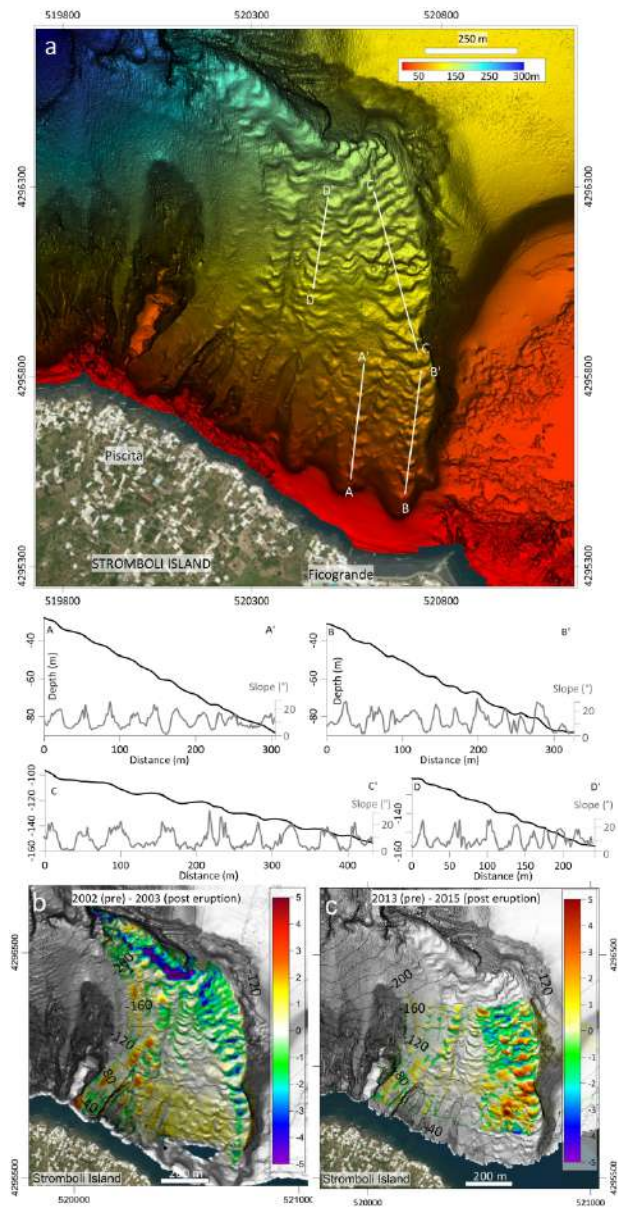 519800 520300 520800
a
250 m
50 150 250 300m
4296300 4296300
D' C'
D
C
4295800 A' B' 4295800
A B
Piscità
STROMBOLI ISLAND
Ficogrande
4295300 4295300
519800 520300 520800
A A' B B'
-40 -40
Depth (m)
-60 -60
Slope (°) Slope (°)
-80 20 -80 20
0 0
0 100 200 300 0 100 200 300
Distance (m) Distance (m)
-100
C C' D D'
-120
-140 Slope (°) -140 Slope (°)
20 20
-160 0 -160 0
0 100 200 300 400 0 50 100 150 200
Distance (m) Distance (m)
b 2002 (pre) - 2003 (post eruption) c 2013 (pre) - 2015 (post eruption)
5 5
4 4
3 3
2 2
1 1
0 0
-1 -1
-2 -2
-3 -3
-4 -4
-5 -5
4296500 4296500
-120 -200 -120
-160 -160
-120 -120
-80 -80
-40 -40 -40
200 m 200 m
Stromboli Island Stromboli Island
4295500 4295500
520000 521000 520000 521000